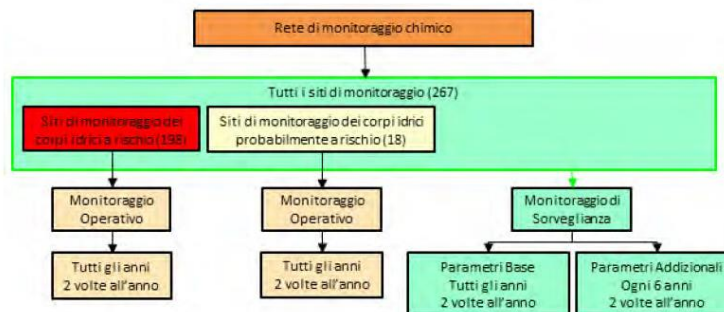 Rete di monitoraggio chimico
Tutti i siti di monitoraggio (267)
Siti di monitoraggio dei
corpi idrici a rischio (198)
Siti di monitoraggio dei corpi idrici
probabilmente a rischio (18)
Monitoraggio
Operativo
Monitoraggio
Operativo
Monitoraggio di
Sorveglianza
Tutti gli anni
2 volte all'anno
Tutti gli anni
2 volte all'anno
Parametri Base
Tutti gli anni
2 volte all'anno
Parametri Addizionali
Ogni 6 anni
2 volte all'anno